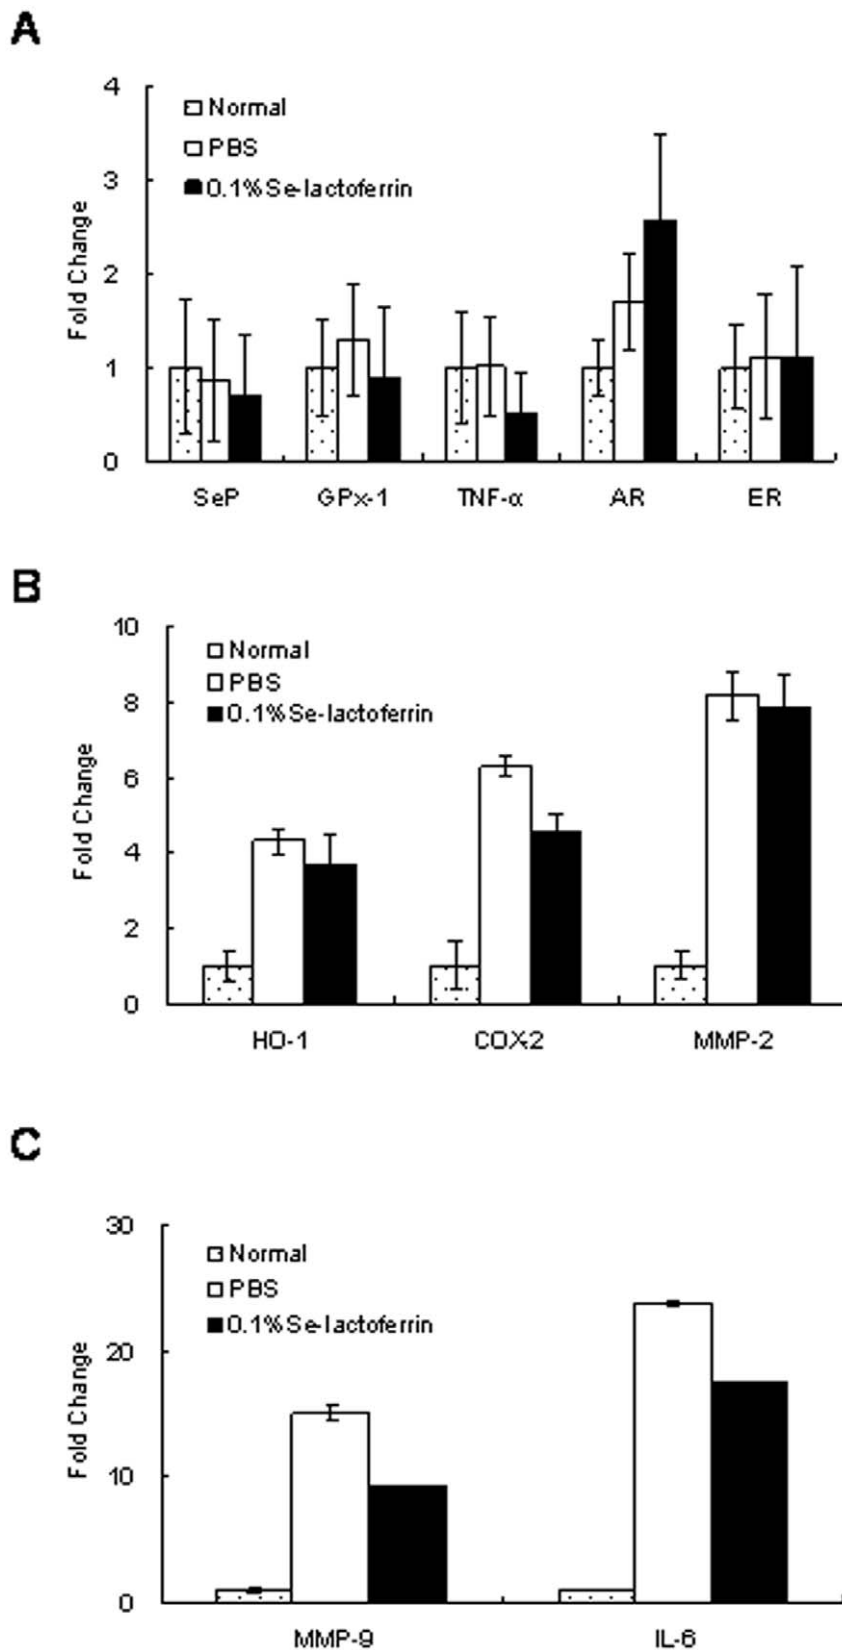 A
4
Normal
PBS
0.1%Se-lactoferrin
3
2
1
0
Fold Change
SeP GPx-1 TNF-α AR ER
B
10
Normal
PBS
0.1%Se-lactoferrin
8
6
4
2
0
Fold Change
HO-1 COX2 MMP-2
C
30
Normal
PBS
0.1%Se-lactoferrin
20
10
0
Fold Change
MMP-9 IL-6